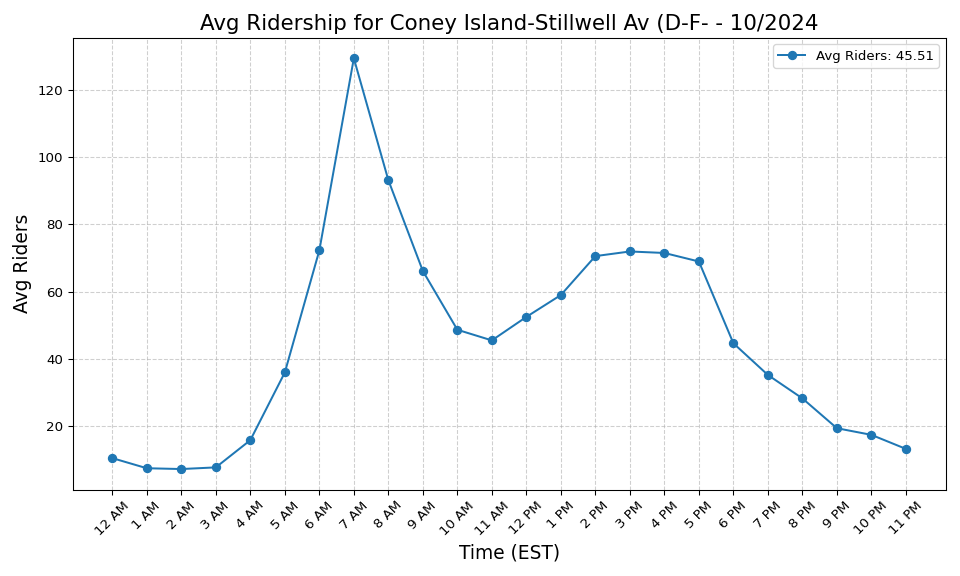 Avg Ridership for Coney Island-Stillwell Av (D-F- - 10/2024
Avg Riders: 45.51
Avg Riders
120
100
80
60
40
20
12 AM
1 AM
2 AM
3 AM
4 AM
5 AM
6 AM
7 AM
8 AM
9 AM
10 AM
11 AM
12 PM
1 PM
2 PM
3 PM
4 PM
5 PM
6 PM
7 PM
8 PM
9 PM
10 PM
11 PM
Time (EST)